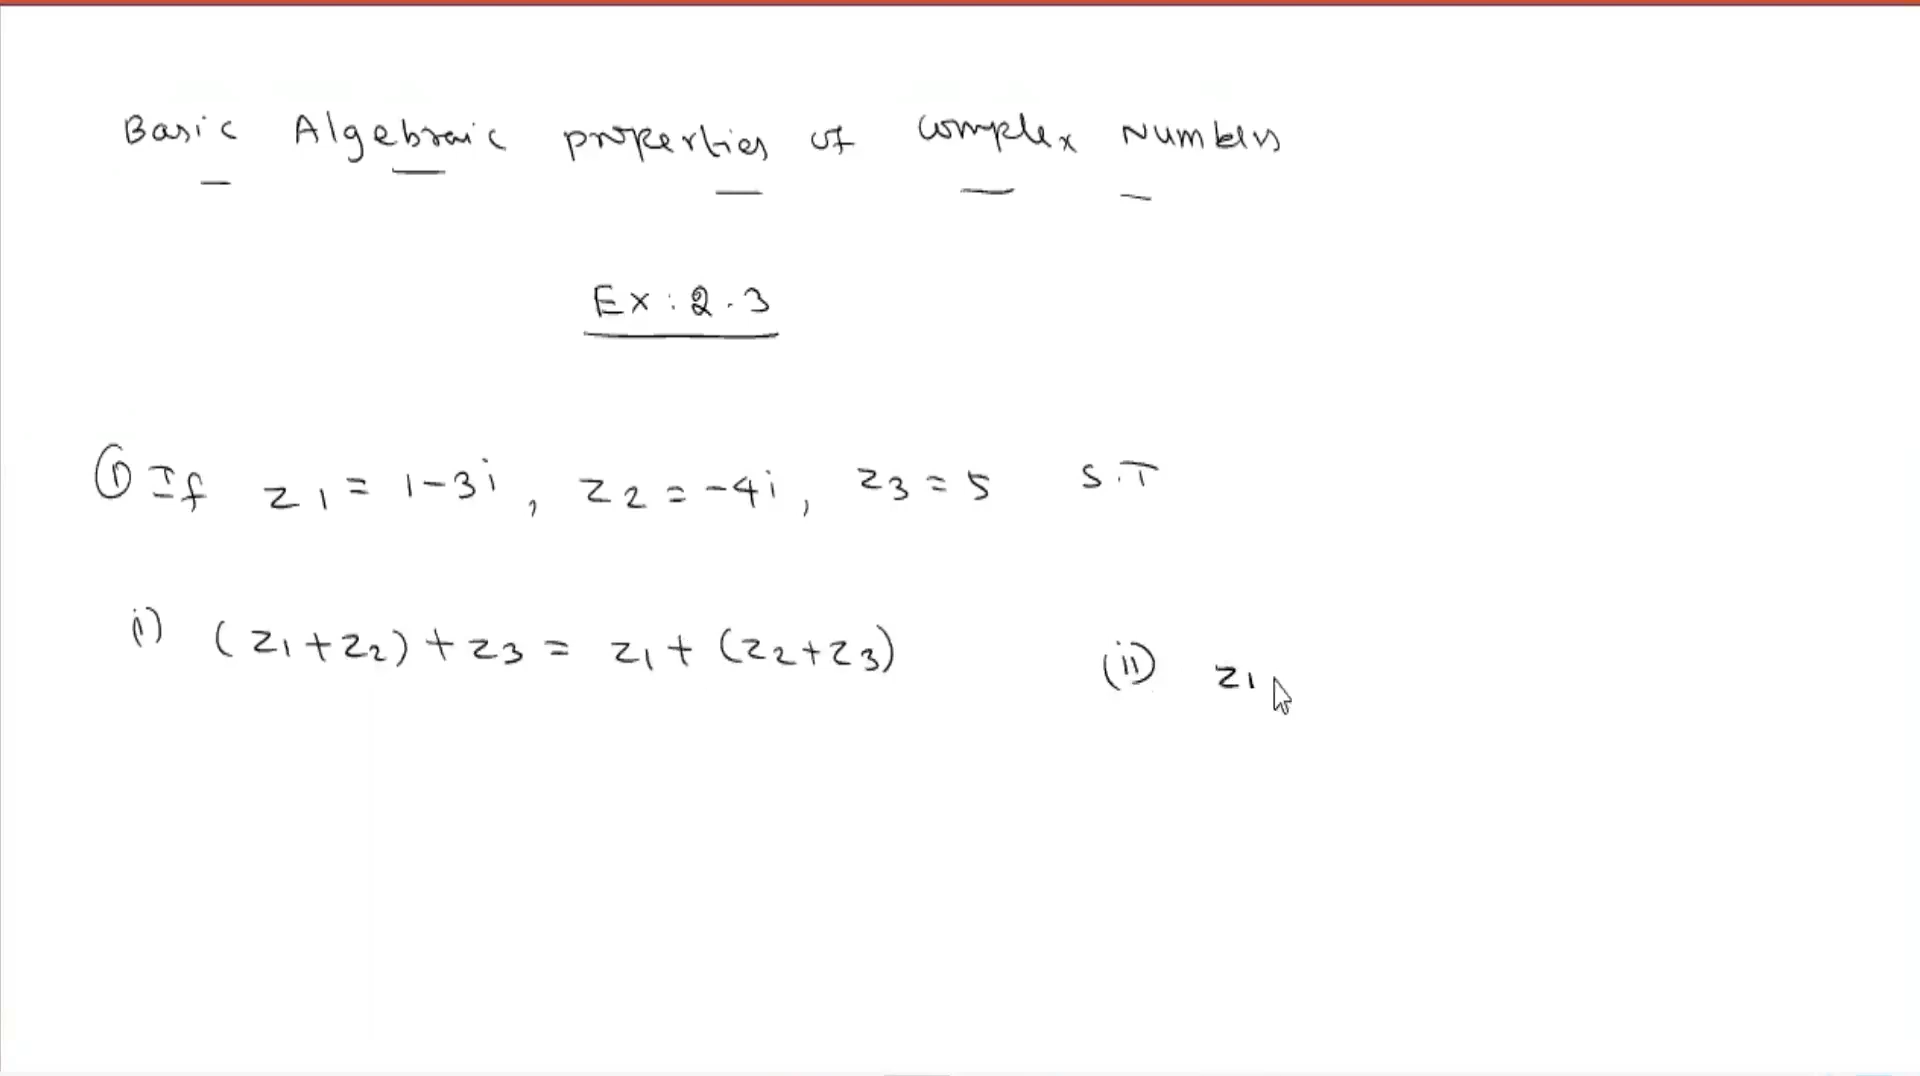 Basic Algebraic properties of complex Numbers
Ex: 2.3
① If z1 = 1-3i, z2 = -4i, z3 = 5 S.T
i) (z1+z2)+z3 = z1+(z2+z3) (ii) z1